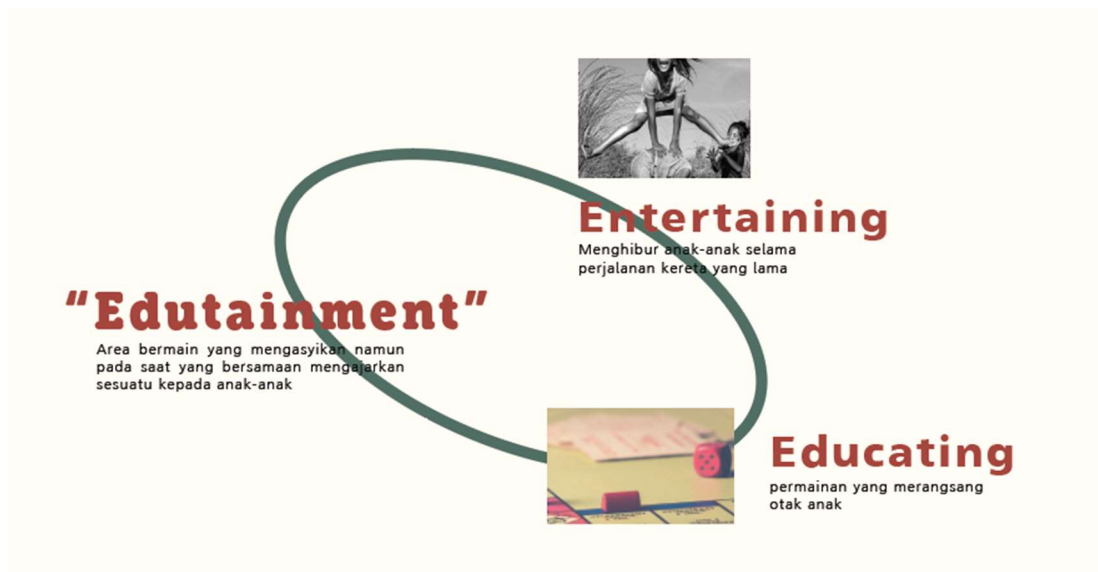 Entertaining
Menghibur anak-anak selama
perjalanan kereta yang lama
“Edutainment”
Area bermain yang mengasyikan namun
pada saat yang bersamaan mengajarkan
sesuatu kepada anak-anak
Educating
permainan yang merangsang
otak anak